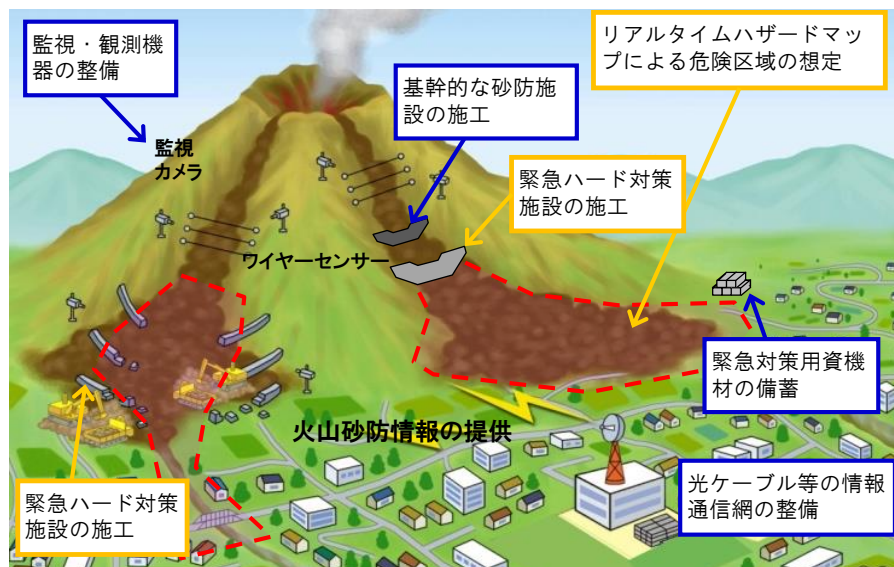 監視・観測機
器の整備
リアルタイムハザードマッ
プによる危険区域の想定
基幹的な砂防施
設の施工
監視
カメラ
緊急ハード対策
施設の施工
ワイヤーセンサー
緊急対策用資機
材の備蓄
火山砂防情報の提供
緊急ハード対策
施設の施工
光ケーブル等の情報
通信網の整備